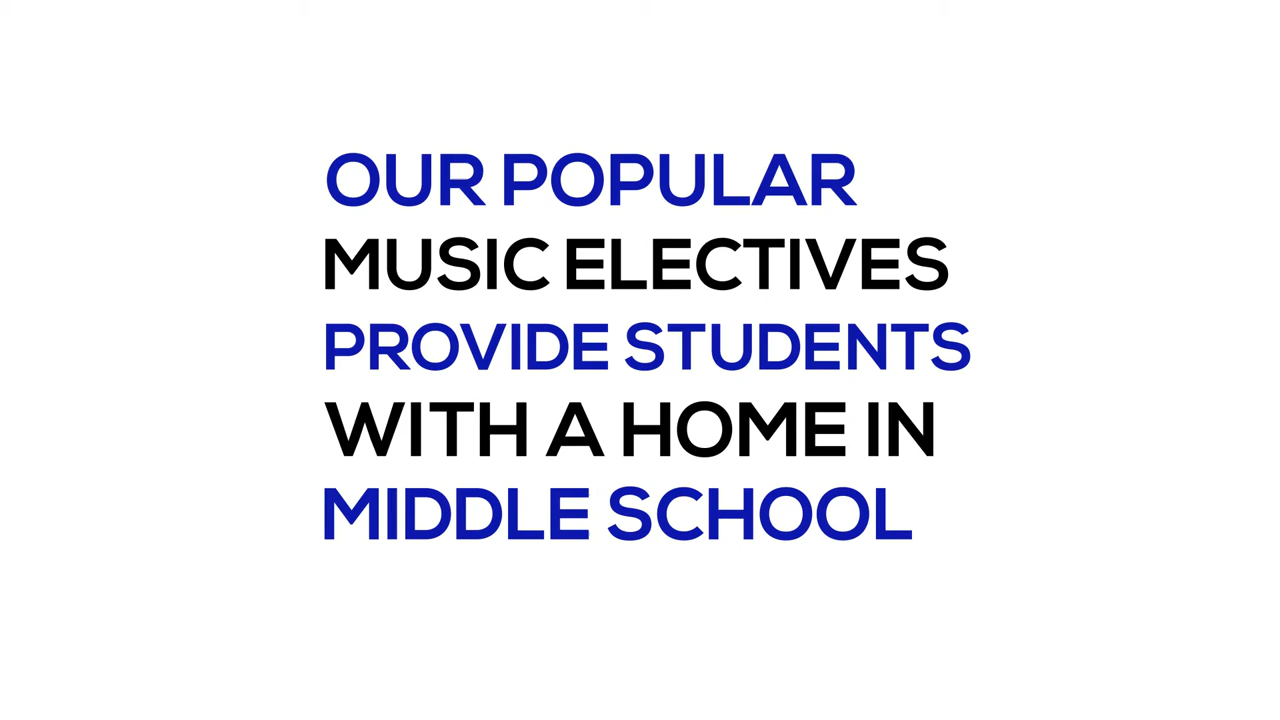 OUR POPULAR
MUSIC ELECTIVES
PROVIDE STUDENTS
WITH A HOME IN
MIDDLE SCHOOL